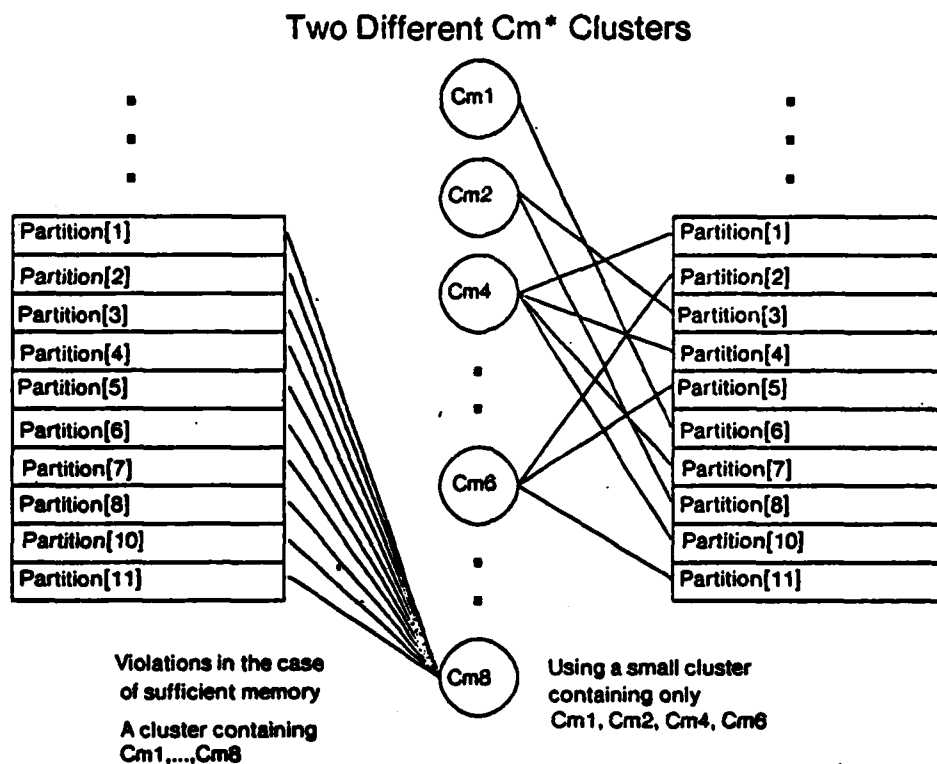 Two Different Cm* Clusters
Cm1
Cm2
Cm4
Cm6
Cm8
Partition[1]
Partition[2]
Partition[3]
Partition[4]
Partition[5]
Partition[6]
Partition[7]
Partition[8]
Partition[10]
Partition[11]
Partition[1]
Partition[2]
Partition[3]
Partition[4]
Partition[5]
Partition[6]
Partition[7]
Partition[8]
Partition[10]
Partition[11]
Violations in the case
of sufficient memory
A cluster containing
Cm1,...,Cm8
Using a small cluster
containing only
Cm1, Cm2, Cm4, Cm6